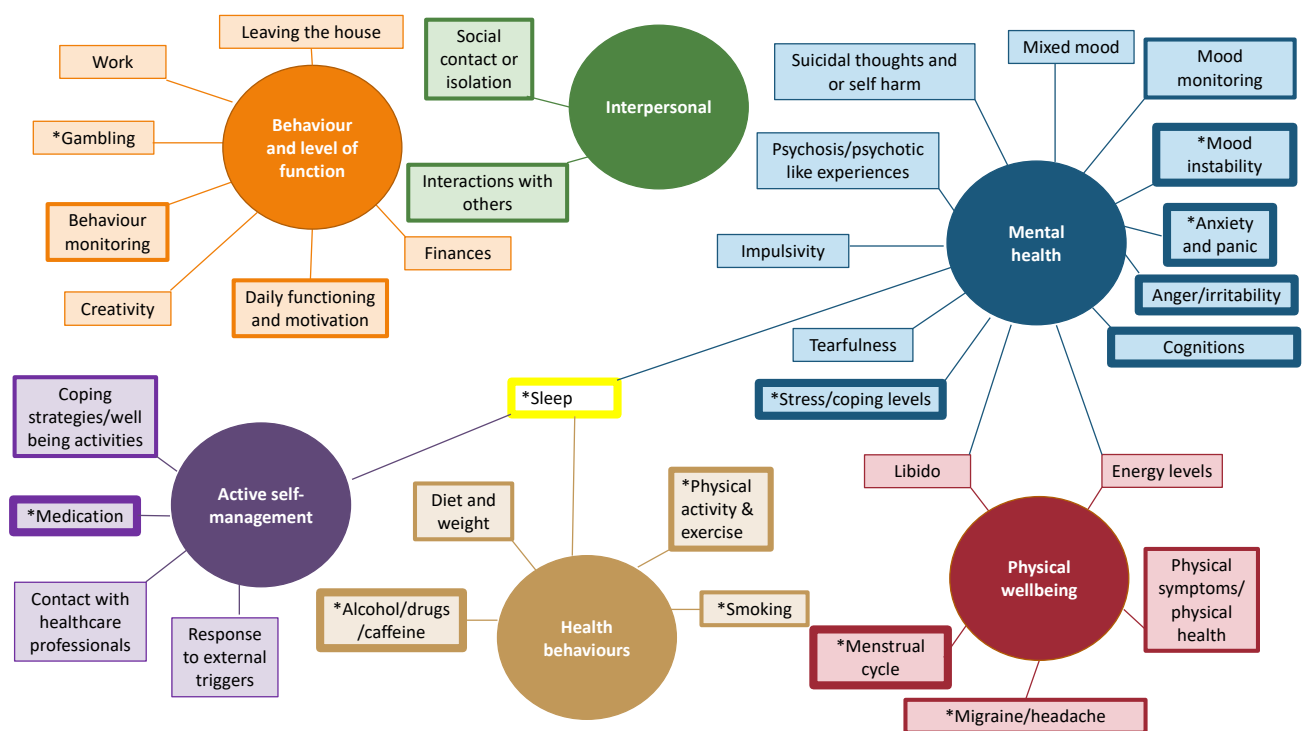 Leaving the house
Work
*Gambling
Behaviour
and level of
function
Behaviour
monitoring
Creativity
Daily functioning
and motivation
Finances
Social
contact or
isolation
Interpersonal
Interactions with
others
Suicidal thoughts and
or self harm
Mixed mood
Mood
monitoring
*Mood
instability
Psychosis/psychotic
like experiences
*Anxiety
and panic
Mental
health
Impulsivity
Anger/irritability
Tearfulness
Cognitions
*Stress/coping levels
*Sleep
Coping
strategies/well
being activities
*Medication
Active self-
management
Contact with
healthcare
professionals
Response
to external
triggers
Diet and
weight
*Physical
activity &
exercise
*Alcohol/drugs
/caffeine
*Smoking
Health
behaviours
Libido
Energy levels
Physical
wellbeing
Physical
symptoms/
physical
health
*Menstrual
cycle
*Migraine/headache